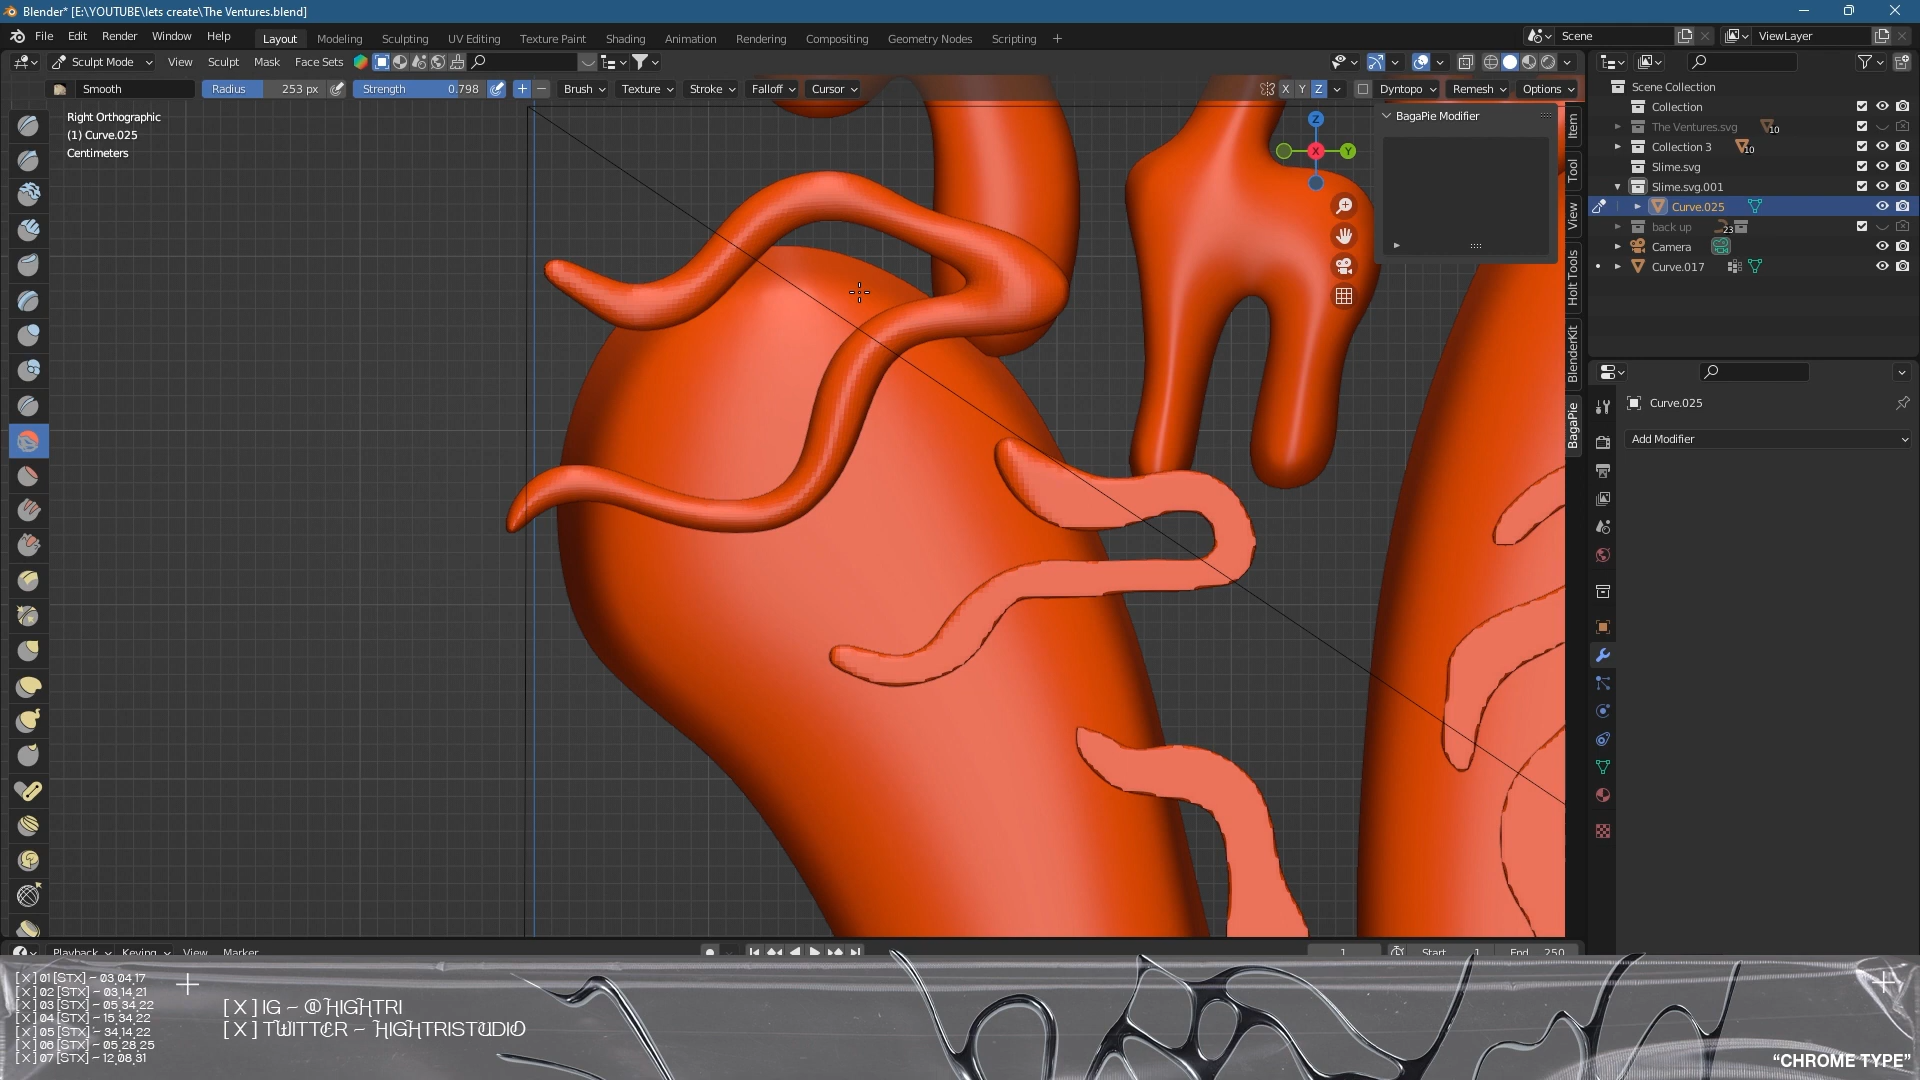 Blender* [E:\YOUTUBE\lets create\The Ventures.blend]
File Edit Render Window Help Layout Modeling Sculpting UV Editing Texture Paint Shading Animation Rendering Compositing Geometry Nodes Scripting + Scene ViewLayer
Sculpt Mode View Sculpt Mask Face Sets
Smooth Radius 253 px Strength 0.798 Brush Texture Stroke Falloff Cursor X Y Z Dyntopo Remesh Options
Right Orthographic
(1) Curve.025
Centimeters
BagaPie Modifier
Z
X
Y
Item
Tool
View
Holt Tools
BlenderKit
BagaPie
Scene Collection
Collection
The Ventures.svg 10
Collection 3 10
Slime.svg
Slime.svg.001
Curve.025
back up 23
Camera
Curve.017
Curve.025
Add Modifier
Playback Keying View Marker 1 Start 1 End 250
[X] 01 [STX] – 03.04.17
[X] 02 [STX] – 03.14.21
[X] 03 [STX] – 05.34.22
[X] 04 [STX] – 15.34.22
[X] 05 [STX] – 34.14.22
[X] 06 [STX] – 05.28.25
[X] 07 [STX] – 12.08.31
[X] IG – @HIGHTRI
[X] TWITTER – HIGHTRISTUDIO
“CHROME TYPE”